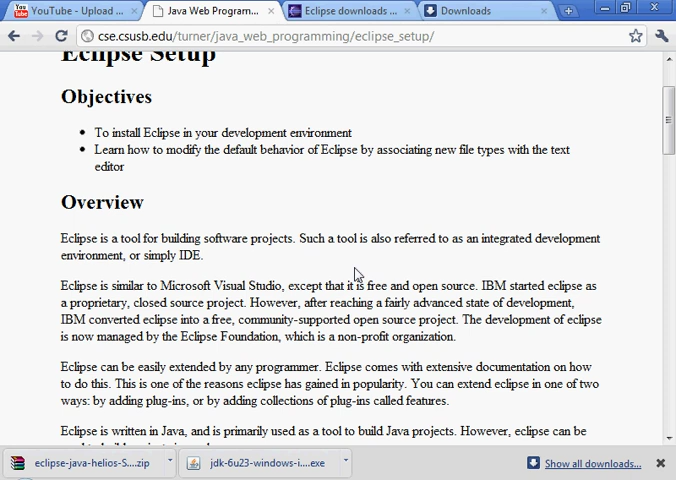 YouTube - Upload ...
Java Web Program...
Eclipse downloads ...
Downloads
cse.csusb.edu/turner/java_web_programming/eclipse_setup/
Eclipse Setup
Objectives
• To install Eclipse in your development environment
• Learn how to modify the default behavior of Eclipse by associating new file types with the text
editor
Overview
Eclipse is a tool for building software projects. Such a tool is also referred to as an integrated development
environment, or simply IDE.
Eclipse is similar to Microsoft Visual Studio, except that it is free and open source. IBM started eclipse as
a proprietary, closed source project. However, after reaching a fairly advanced state of development,
IBM converted eclipse into a free, community-supported open source project. The development of eclipse
is now managed by the Eclipse Foundation, which is a non-profit organization.
Eclipse can be easily extended by any programmer. Eclipse comes with extensive documentation on how
to do this. This is one of the reasons eclipse has gained in popularity. You can extend eclipse in one of two
ways: by adding plug-ins, or by adding collections of plug-ins called features.
Eclipse is written in Java, and is primarily used as a tool to build Java projects. However, eclipse can be
eclipse-java-helios-S....zip
jdk-6u23-windows-i....exe
Show all downloads...